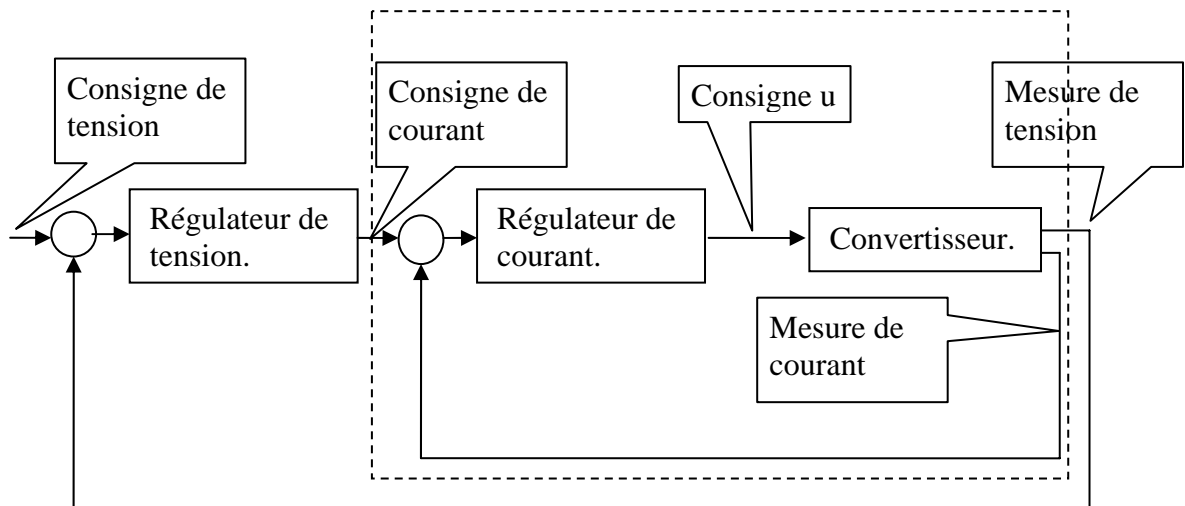 Consigne de
tension
Consigne de
courant
Consigne u
Mesure de
tension
Régulateur de
tension.
Régulateur de
courant.
Convertisseur.
Mesure de
courant